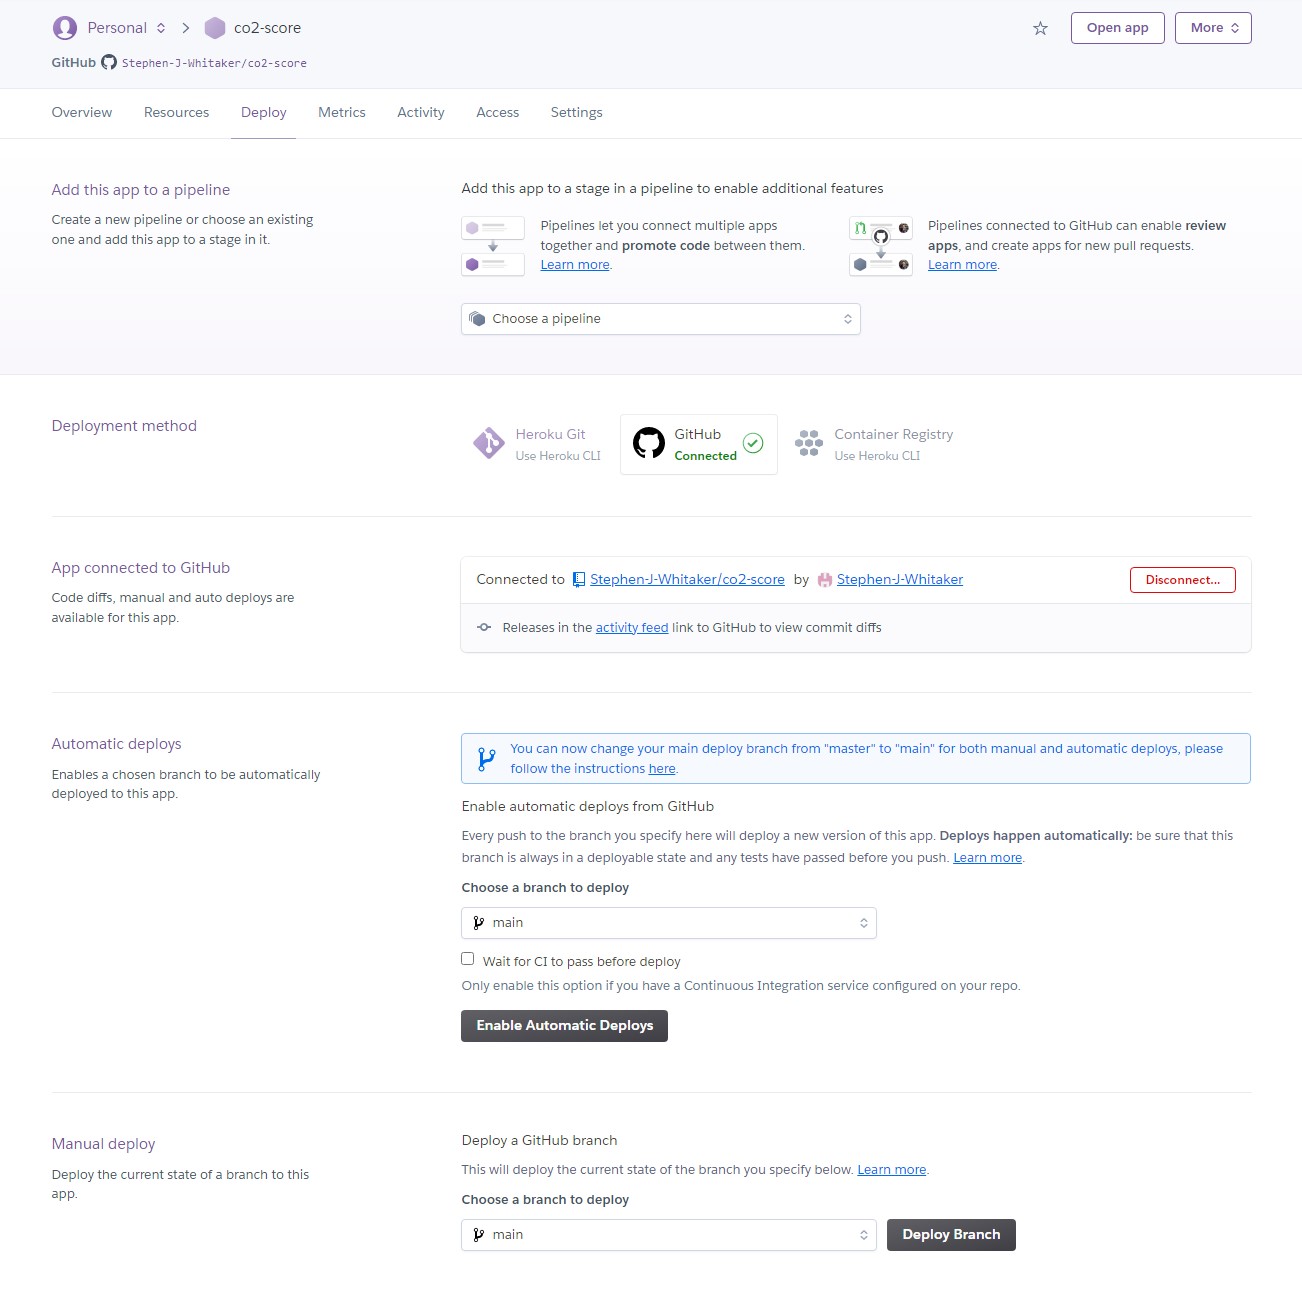 Personal co2-score Open app More
GitHub Stephen-J-Whitaker/co2-score
Overview Resources Deploy Metrics Activity Access Settings
Add this app to a pipeline
Create a new pipeline or choose an existing
one and add this app to a stage in it.
Add this app to a stage in a pipeline to enable additional features
Pipelines let you connect multiple apps
together and promote code between them.
Learn more.
Pipelines connected to GitHub can enable review
apps, and create apps for new pull requests.
Learn more.
Choose a pipeline
Deployment method
Heroku Git
Use Heroku CLI
GitHub
Connected
Container Registry
Use Heroku CLI
App connected to GitHub
Code diffs, manual and auto deploys are
available for this app.
Connected to Stephen-J-Whitaker/co2-score by Stephen-J-Whitaker Disconnect...
Releases in the activity feed link to GitHub to view commit diffs
Automatic deploys
Enables a chosen branch to be automatically
deployed to this app.
You can now change your main deploy branch from "master" to "main" for both manual and automatic deploys, please
follow the instructions here.
Enable automatic deploys from GitHub
Every push to the branch you specify here will deploy a new version of this app. Deploys happen automatically: be sure that this
branch is always in a deployable state and any tests have passed before you push. Learn more.
Choose a branch to deploy
main
Wait for CI to pass before deploy
Only enable this option if you have a Continuous Integration service configured on your repo.
Enable Automatic Deploys
Manual deploy
Deploy the current state of a branch to this
app.
Deploy a GitHub branch
This will deploy the current state of the branch you specify below. Learn more.
Choose a branch to deploy
main Deploy Branch